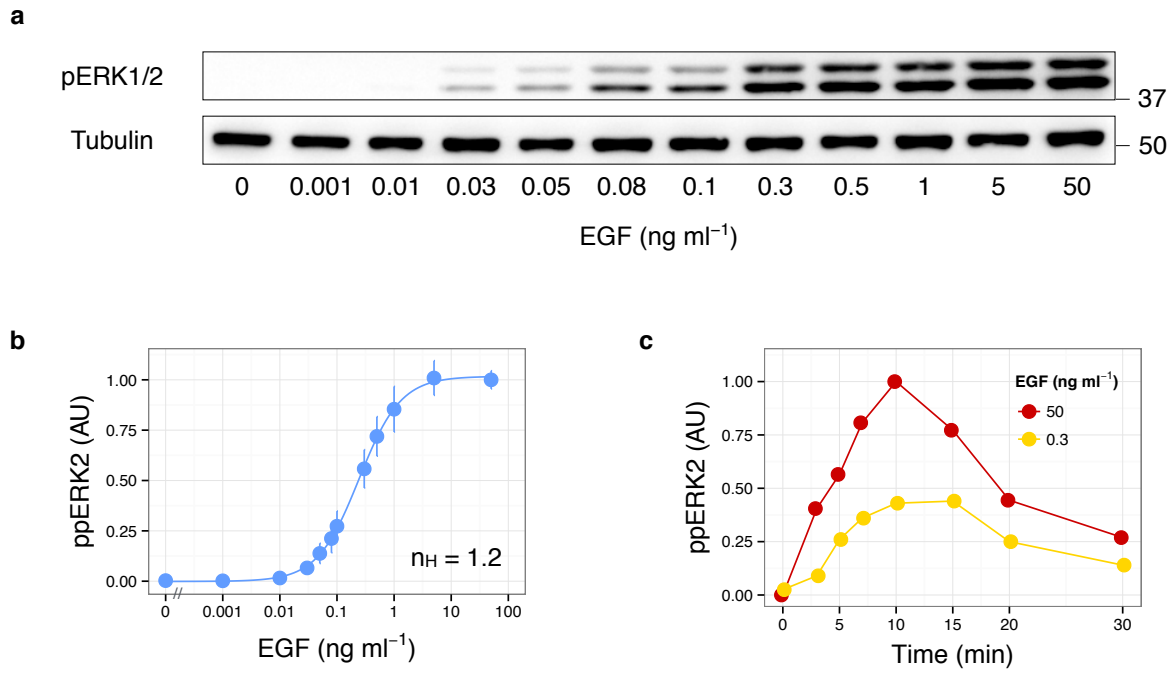 a
pERK1/2
37
Tubulin
50
0 0.001 0.01 0.03 0.05 0.08 0.1 0.3 0.5 1 5 50
EGF (ng ml⁻¹)
b
ppERK2 (AU)
1.00
0.75
0.50
0.25
0.00
nH = 1.2
0 // 0.001 0.01 0.1 1 10 100
EGF (ng ml⁻¹)
c
ppERK2 (AU)
1.00
0.75
0.50
0.25
0.00
EGF (ng ml⁻¹)
50
0.3
0 5 10 15 20 30
Time (min)